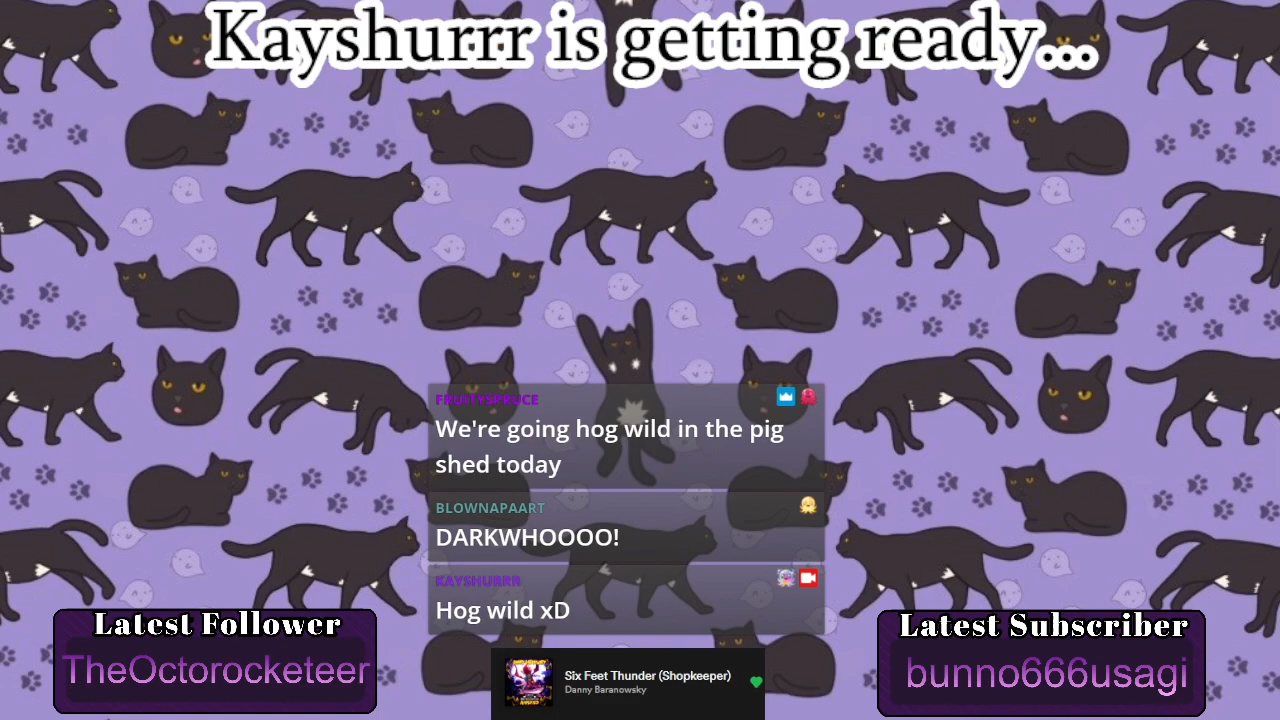 Kayshurrr is getting ready...
FRUITYSPRUCE
We're going hog wild in the pig
shed today
BLOWNAPAART
DARKWHOOOO!
KAYSHURRR
Hog wild xD
Latest Follower
TheOctorocketeer
Latest Subscriber
bunno666usagi
Six Feet Thunder (Shopkeeper)
Danny Baranowsky